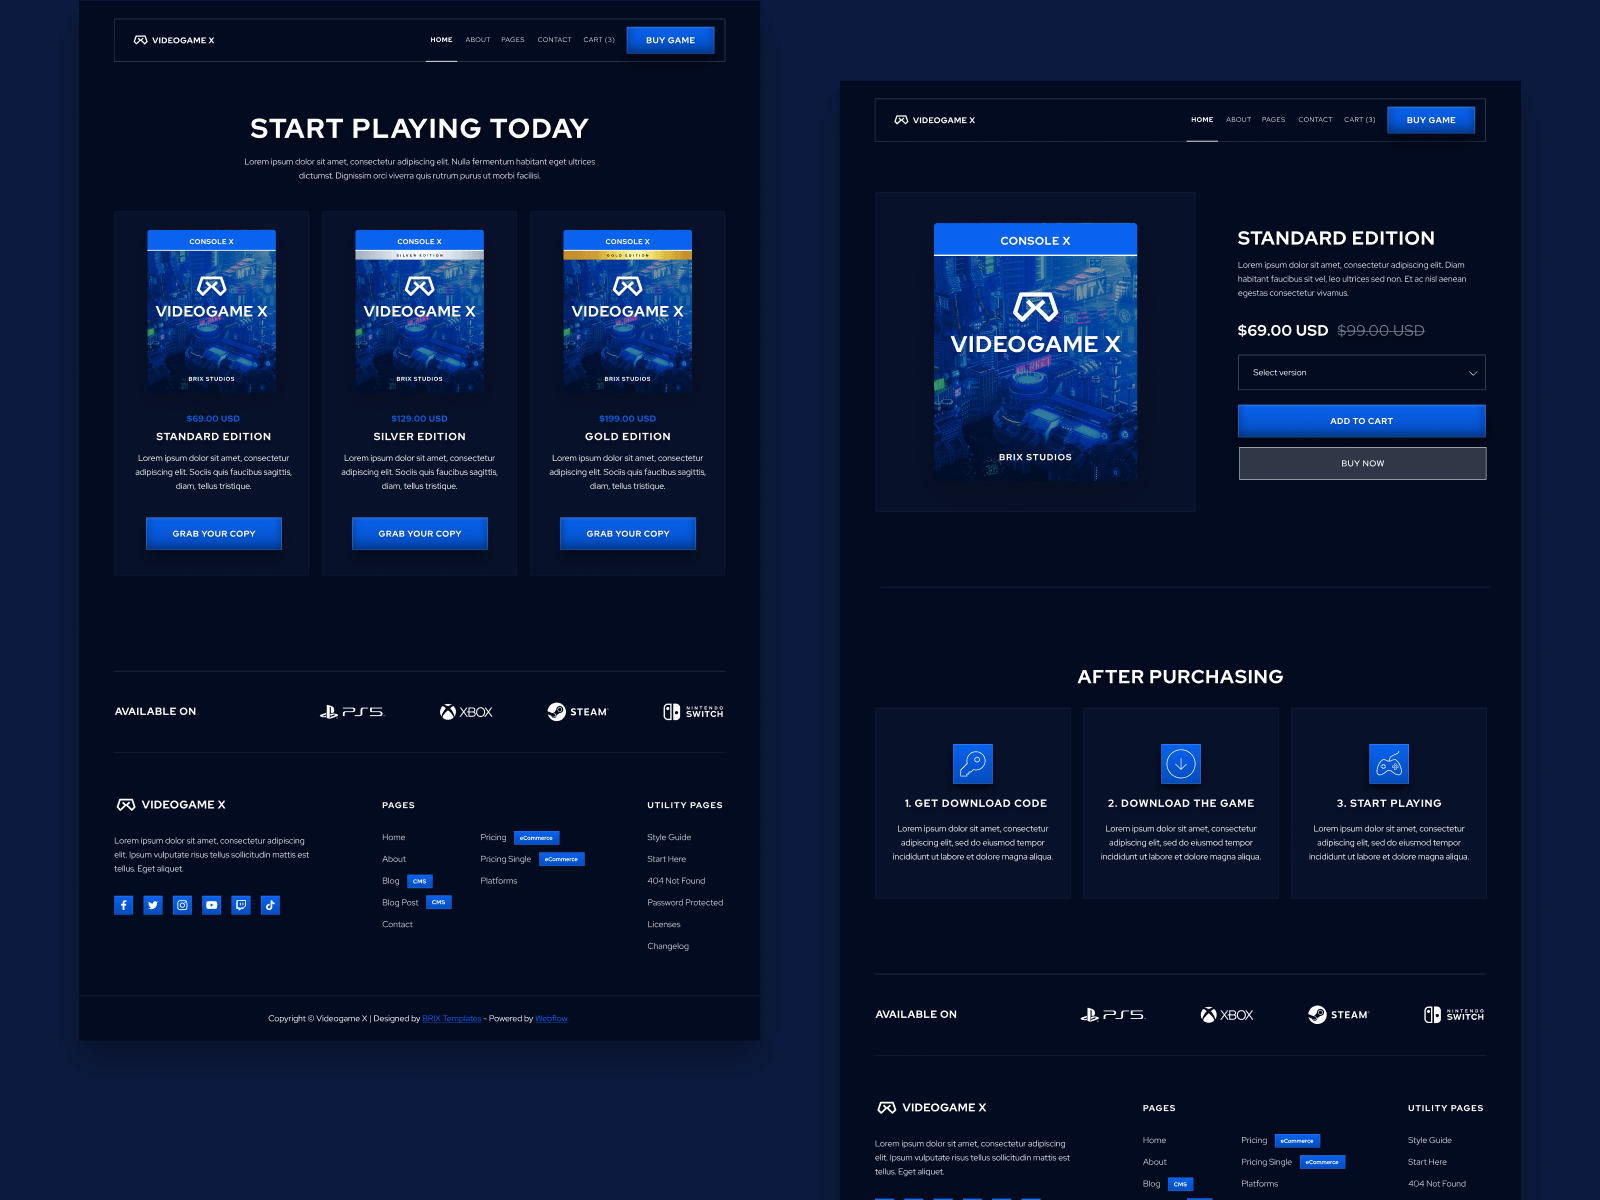 VIDEOGAME X
HOME ABOUT PAGES CONTACT CART (3) BUY GAME
START PLAYING TODAY
Lorem ipsum dolor sit amet, consectetur adipiscing elit. Nulla fermentum habitant eget ultrices
dictumst. Dignissim orci viverra quis rutrum purus ut morbi facilisi.
CONSOLE X
VIDEOGAME X
BRIX STUDIOS
$69.00 USD
STANDARD EDITION
Lorem ipsum dolor sit amet, consectetur
adipiscing elit. Sociis quis faucibus sagittis,
diam, tellus tristique.
GRAB YOUR COPY
CONSOLE X
SILVER EDITION
VIDEOGAME X
BRIX STUDIOS
$129.00 USD
SILVER EDITION
Lorem ipsum dolor sit amet, consectetur
adipiscing elit. Sociis quis faucibus sagittis,
diam, tellus tristique.
GRAB YOUR COPY
CONSOLE X
GOLD EDITION
VIDEOGAME X
BRIX STUDIOS
$199.00 USD
GOLD EDITION
Lorem ipsum dolor sit amet, consectetur
adipiscing elit. Sociis quis faucibus sagittis,
diam, tellus tristique.
GRAB YOUR COPY
AVAILABLE ON
PS5
XBOX
STEAM
NINTENDO
SWITCH
VIDEOGAME X
Lorem ipsum dolor sit amet, consectetur adipiscing
elit. Ipsum vulputate risus tellus sollicitudin mattis est
tellus. Eget aliquet.
PAGES
Home
About
Blog CMS
Blog Post CMS
Contact
Pricing eCommerce
Pricing Single eCommerce
Platforms
UTILITY PAGES
Style Guide
Start Here
404 Not Found
Password Protected
Licenses
Changelog
Copyright © Videogame X | Designed by BRIX Templates - Powered by Webflow
VIDEOGAME X
HOME ABOUT PAGES CONTACT CART (3) BUY GAME
CONSOLE X
MTX
VIDEOGAME X
BRIX STUDIOS
STANDARD EDITION
Lorem ipsum dolor sit amet, consectetur adipiscing elit. Diam
habitant faucibus sit vel, leo ultrices sed non. Et ac nisl aenean
egestas consectetur vivamus.
$69.00 USD $99.00 USD
Select version
ADD TO CART
BUY NOW
AFTER PURCHASING
1. GET DOWNLOAD CODE
Lorem ipsum dolor sit amet, consectetur
adipiscing elit, sed do eiusmod tempor
incididunt ut labore et dolore magna aliqua.
2. DOWNLOAD THE GAME
Lorem ipsum dolor sit amet, consectetur
adipiscing elit, sed do eiusmod tempor
incididunt ut labore et dolore magna aliqua.
3. START PLAYING
Lorem ipsum dolor sit amet, consectetur
adipiscing elit, sed do eiusmod tempor
incididunt ut labore et dolore magna aliqua.
AVAILABLE ON
PS5
XBOX
STEAM
NINTENDO
SWITCH
VIDEOGAME X
Lorem ipsum dolor sit amet, consectetur adipiscing
elit. Ipsum vulputate risus tellus sollicitudin mattis est
tellus. Eget aliquet.
PAGES
Home
About
Blog CMS
Pricing eCommerce
Pricing Single eCommerce
Platforms
UTILITY PAGES
Style Guide
Start Here
404 Not Found